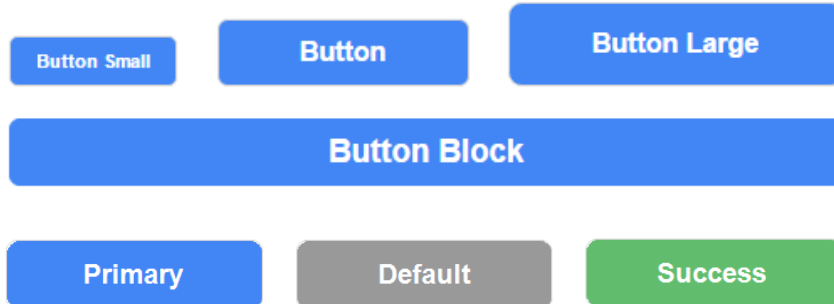 Button Small
Button
Button Large
Button Block
Primary
Default
Success